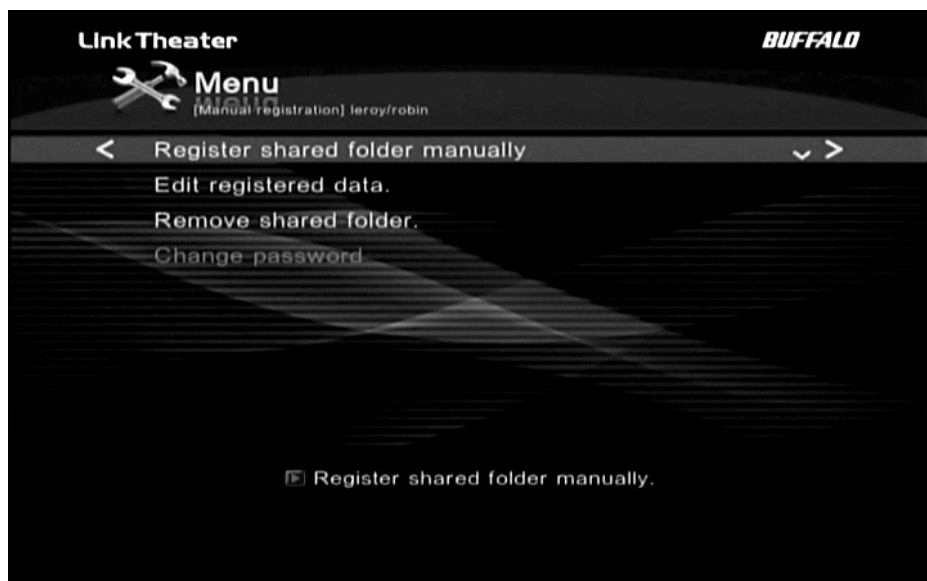 LinkTheater
BUFFALO
Menu
[Manual registration] leroy/robin
< Register shared folder manually >
Edit registered data.
Remove shared folder.
Change password
Register shared folder manually.